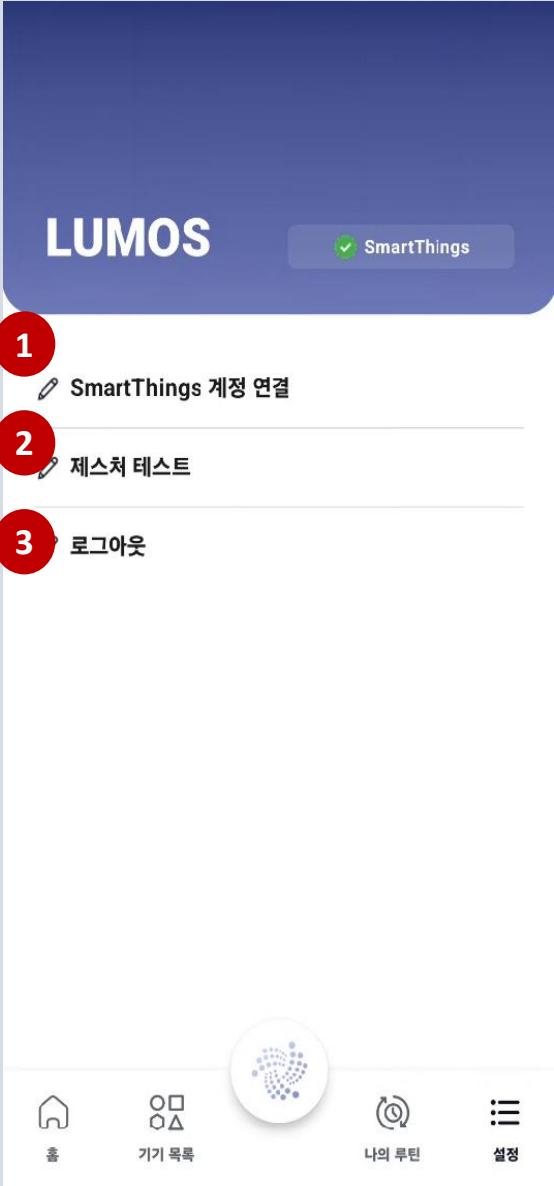 LUMOS
SmartThings
1
SmartThings 계정 연결
2
제스처 테스트
3
로그아웃
홈
기기 목록
나의 루틴
설정